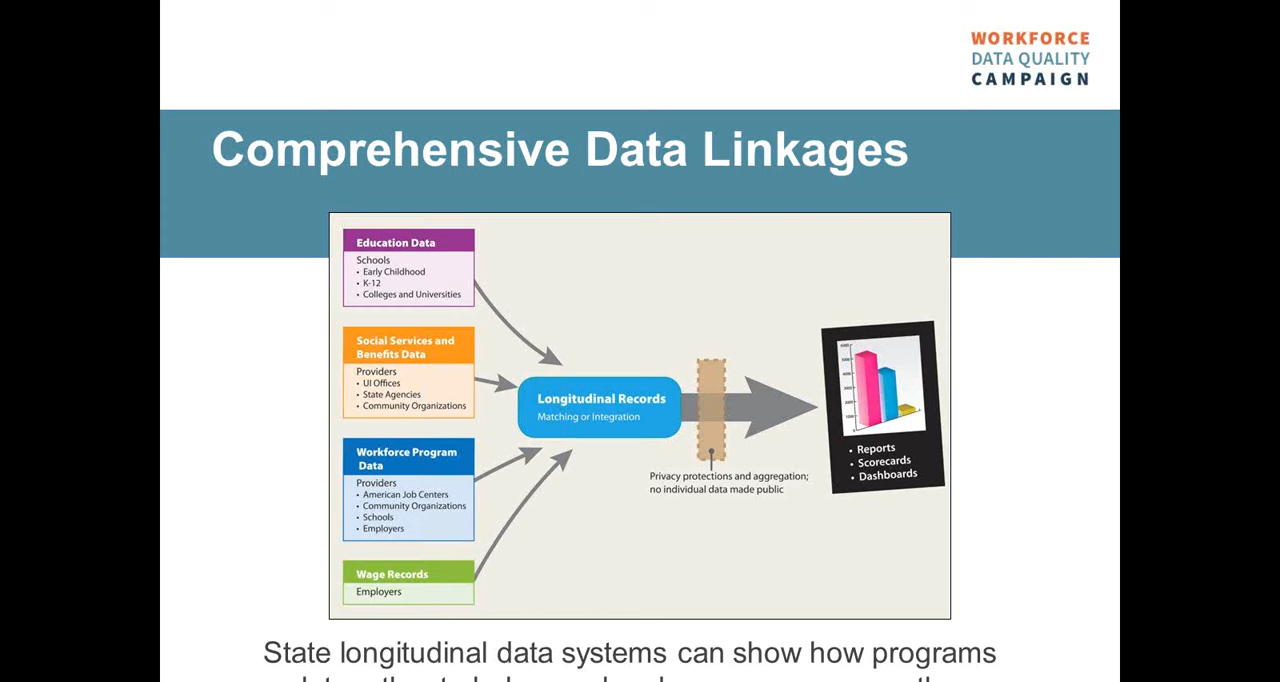 WORKFORCE
DATA QUALITY
CAMPAIGN
Comprehensive Data Linkages
Education Data
Schools
• Early Childhood
• K-12
• Colleges and Universities
Social Services and
Benefits Data
Providers
• UI Offices
• State Agencies
• Community Organizations
Workforce Program
Data
Providers
• American Job Centers
• Community Organizations
• Schools
• Employers
Wage Records
Employers
Longitudinal Records
Matching or Integration
Privacy protections and aggregation;
no individual data made public
• Reports
• Scorecards
• Dashboards
State longitudinal data systems can show how programs